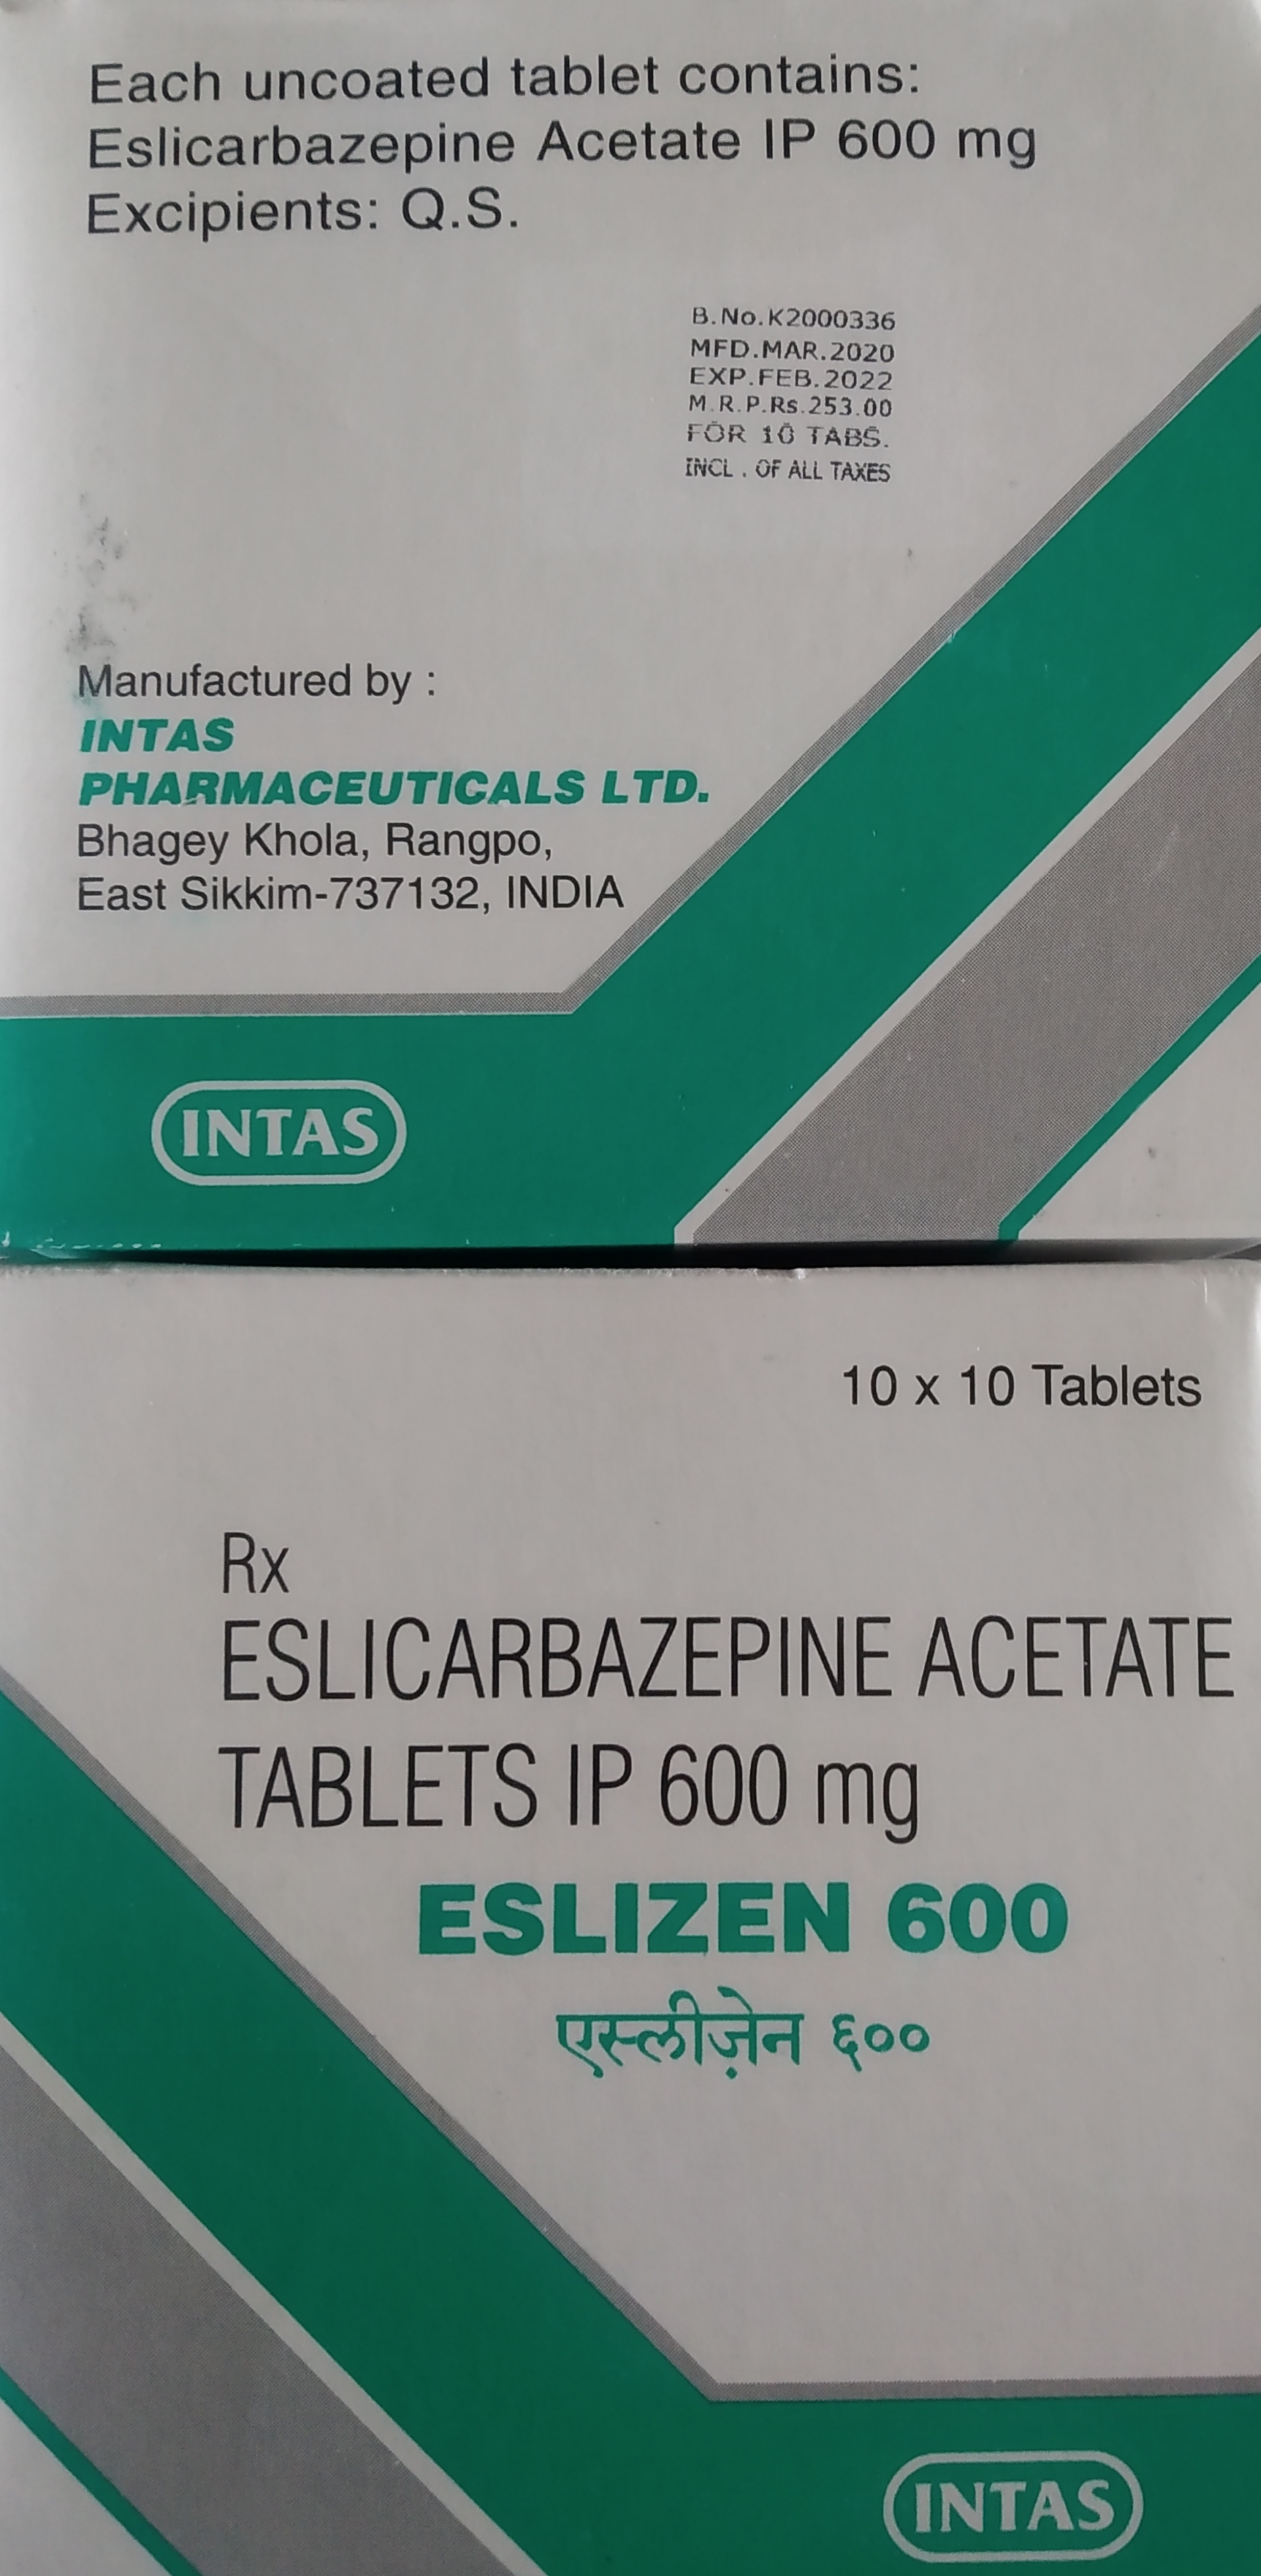 Each uncoated tablet contains:
Eslicarbazepine Acetate IP 600 mg
Excipients: Q.S.
B.No.K2000336
MFD.MAR.2020
EXP.FEB.2022
M.R.P.Rs.253.00
FOR 10 TABS.
INCL . OF ALL TAXES
Manufactured by :
INTAS
PHARMACEUTICALS LTD.
Bhagey Khola, Rangpo,
East Sikkim-737132, INDIA
INTAS
10 x 10 Tablets
Rx
ESLICARBAZEPINE ACETATE
TABLETS IP 600 mg
ESLIZEN 600
एस्लीज़ेन ६००
INTAS